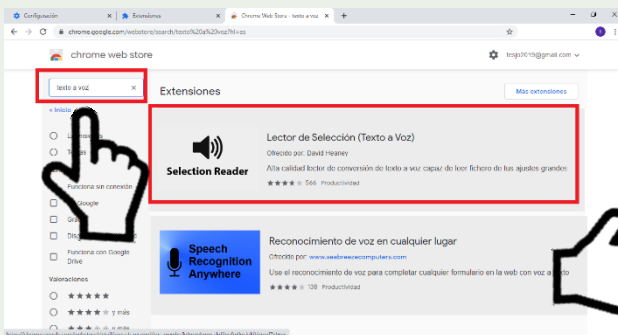 Configuración
Extensiones
Chrome Web Store - texto a voz
chrome.google.com/webstore/search/texto%20a%20voz?hl=es
chrome web store
tesjo2019@gmail.com
texto a voz
Extensiones
Más extensiones
« Inicio
Funciona sin conexión
Google
Funciona con Google
Drive
Valoraciones
y más
y más
Selection Reader
Lector de Selección (Texto a Voz)
Ofrecido por: David Heaney
Alta calidad lector de conversión de texto a voz capaz de leer fichero de tus ajustes grandes
566 Productividad
Speech
Recognition
Anywhere
Reconocimiento de voz en cualquier lugar
Ofrecido por: www.seabreezecomputers.com
Use el reconocimiento de voz para completar cualquier formulario en la web con voz a
138 Productividad